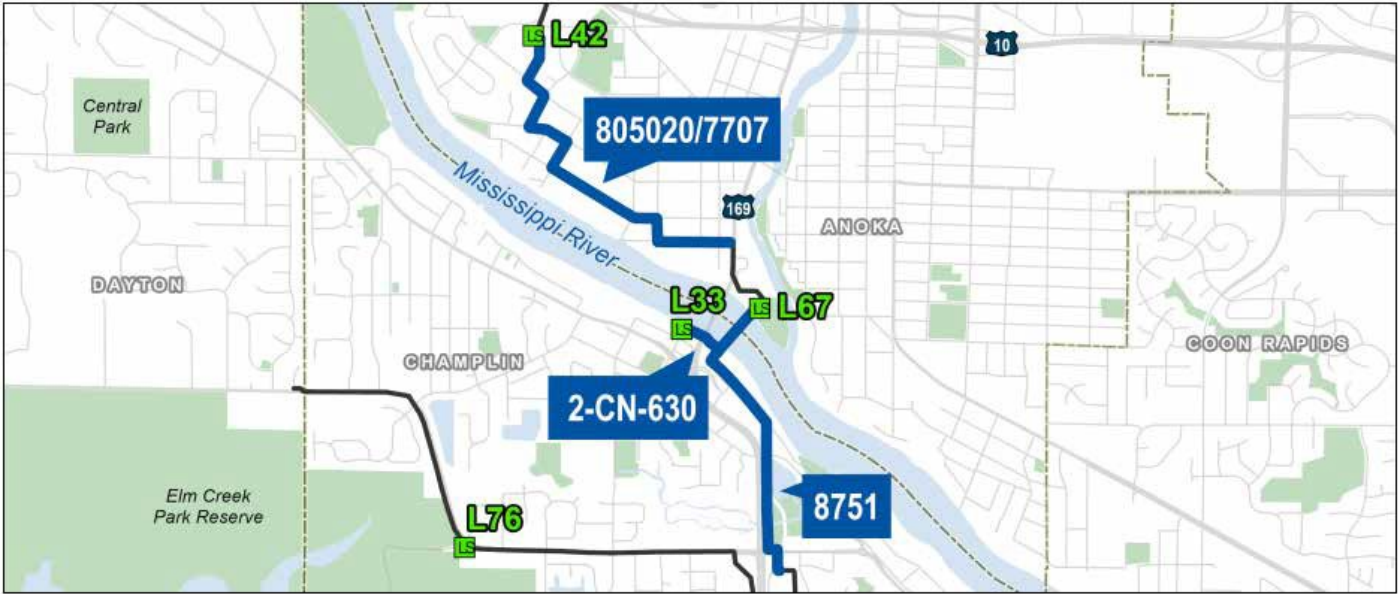 LS L42
10
Central
Park
805020/7707
Mississippi River
169
ANOKA
DAYTON
L33
LS
LS L67
COON RAPIDS
CHAMPLIN
2-CN-630
Elm Creek
Park Reserve
8751
L76
LS